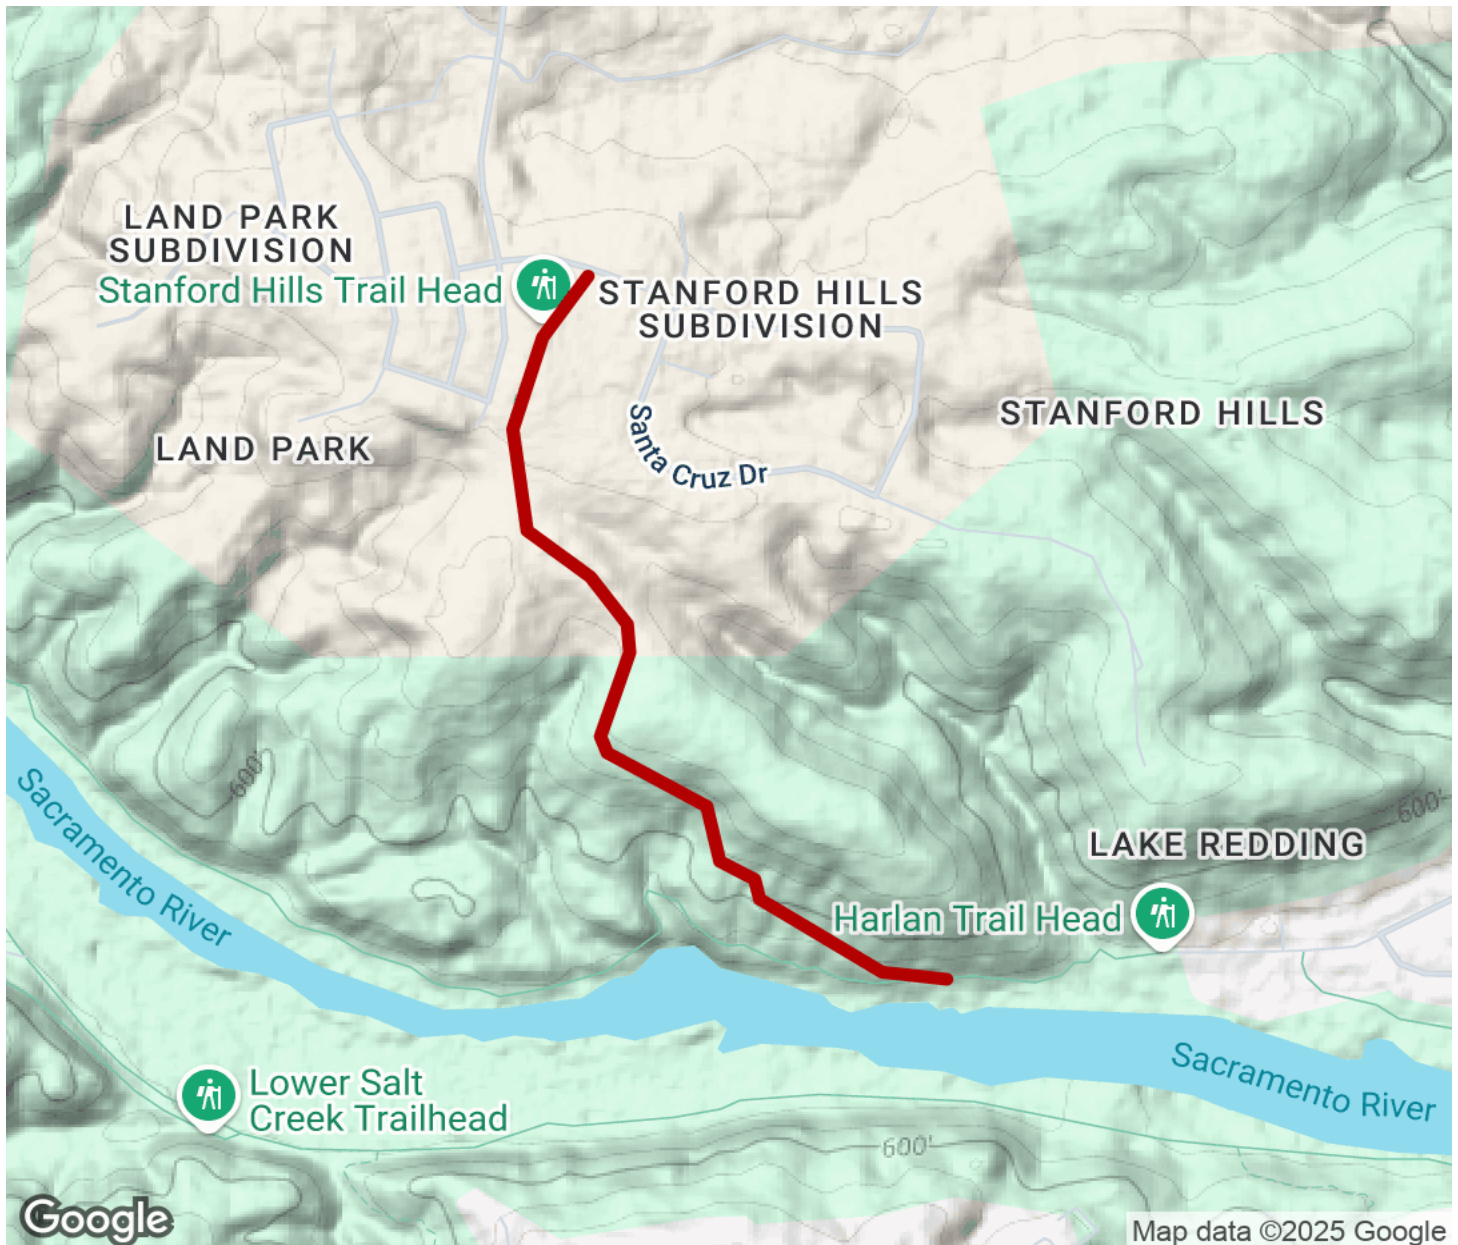 LAND PARK
SUBDIVISION
Stanford Hills Trail Head
STANFORD HILLS
SUBDIVISION
STANFORD HILLS
LAND PARK
Santa Cruz Dr
600'
600'
Sacramento River
LAKE REDDING
Harlan Trail Head
Sacramento River
Lower Salt
Creek Trailhead
600'
Google
Map data ©2025 Google